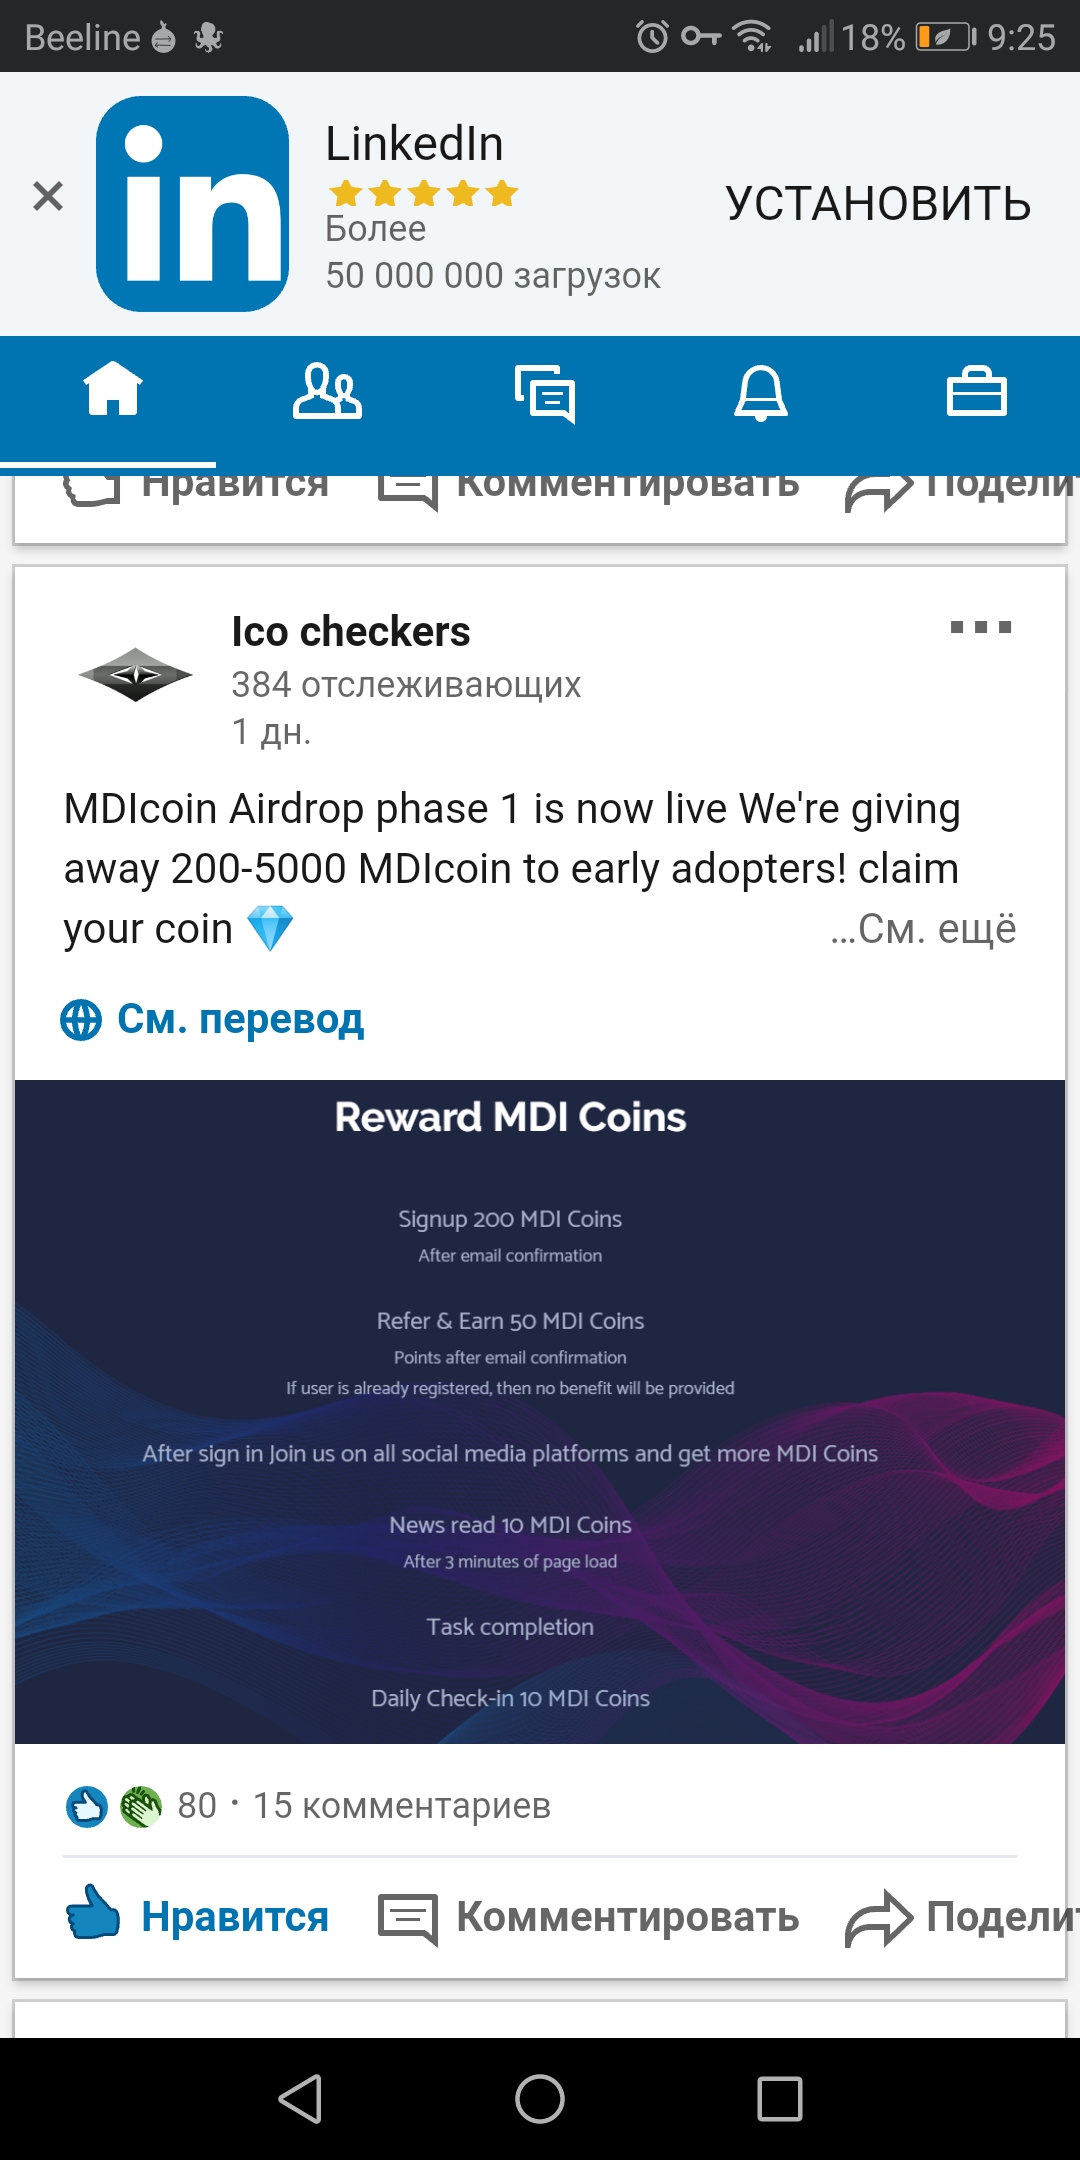 Beeline 18% 9:25
in
LinkedIn
Более
50 000 000 загрузок
УСТАНОВИТЬ
Нравится Комментировать Подели
Ico checkers
384 отслеживающих
1 дн.
MDIcoin Airdrop phase 1 is now live We're giving
away 200-5000 MDIcoin to early adopters! claim
your coin 💎 …См. ещё
См. перевод
Reward MDI Coins
Signup 200 MDI Coins
After email confirmation
Refer & Earn 50 MDI Coins
Points after email confirmation
If user is already registered, then no benefit will be provided
After sign in Join us on all social media platforms and get more MDI Coins
News read 10 MDI Coins
After 3 minutes of page load
Task completion
Daily Check-in 10 MDI Coins
80 · 15 комментариев
Нравится Комментировать Поделит